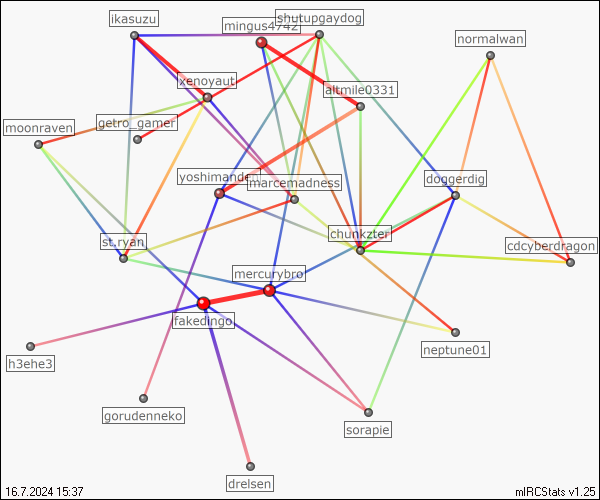 ikasuzu
mingus4742
shutupgaydog
normalwan
xenoyaut
altmile0331
moonraven
getro_gamer
yoshimande
marcemadness
doggerdig
st.ryan
chunkzter
cdcyberdragon
mercurybro
fakedingo
neptune01
h3ehe3
gorudenneko
sorapie
drelsen
16.7.2024 15:37
mIRCStats v1.25